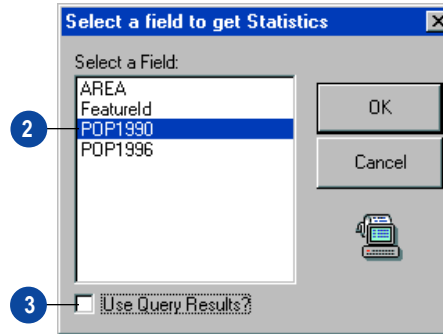 Select a field to get Statistics
Select a Field:
AREA
FeatureId
2
POP1990
POP1996
OK
Cancel
3
Use Query Results?